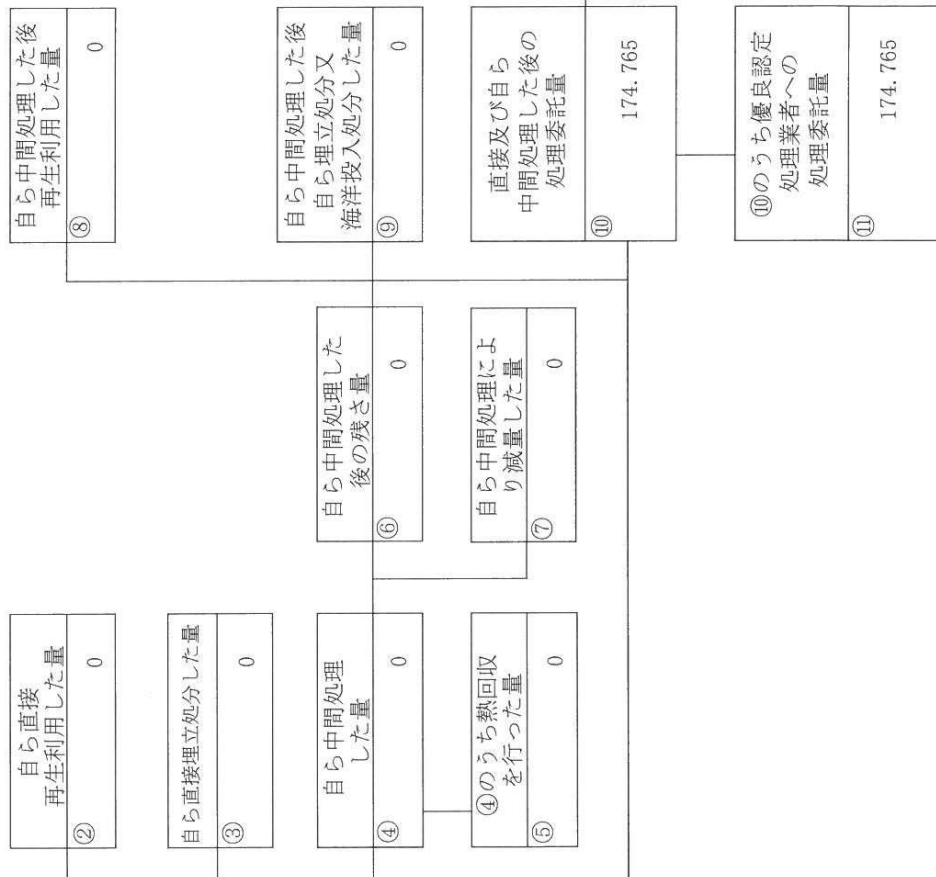 自ら直接
再生利用した量
②
0
自ら直接埋立処分した量
③
0
自ら中間処理
した量
④
0
④のうち熱回収
を行った量
⑤
0
自ら中間処理した
後の残さ量
⑥
0
自ら中間処理によ
り減量した量
⑦
0
自ら中間処理した後
再生利用した量
⑧
0
自ら中間処理した後
自ら埋立処分又
海洋投入処分した量
⑨
0
直接及び自ら
中間処理した後の
処理委託量
⑩
174.765
⑩のうち優良認定
処理業者への
処理委託量
⑪
174.765